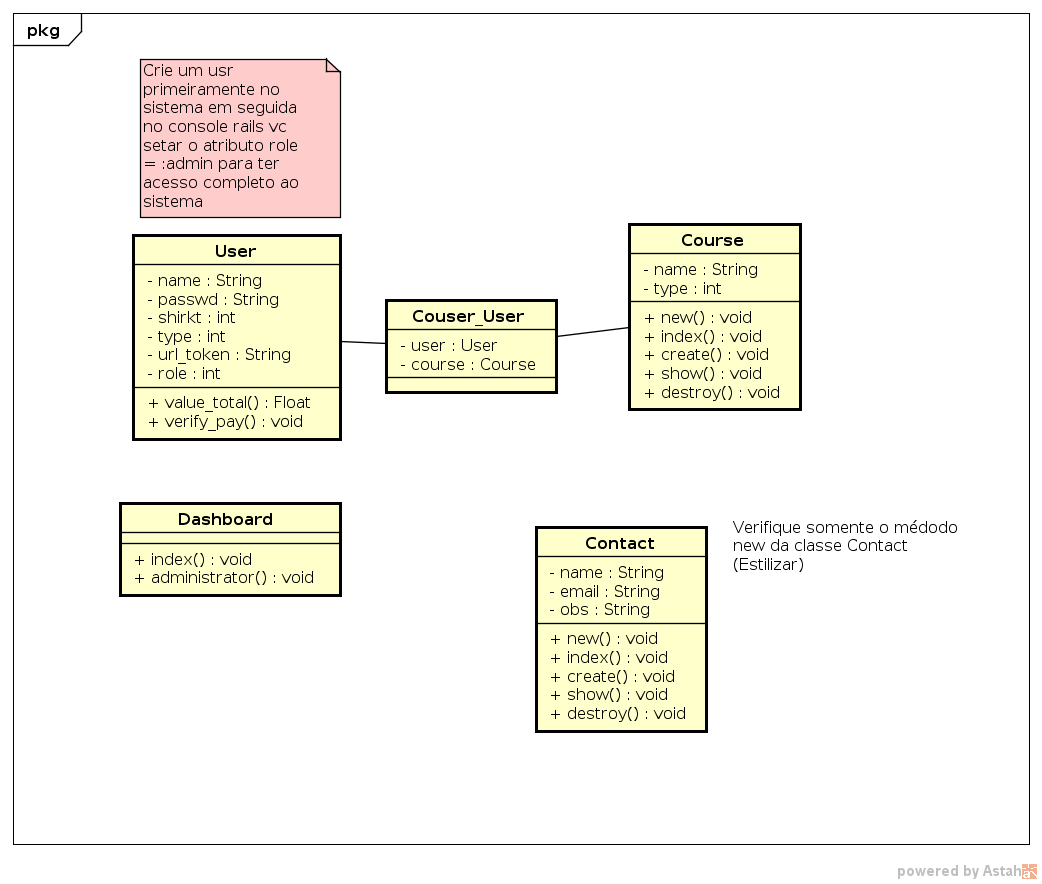 pkg
Crie um usr
primeiramente no
sistema em seguida
no console rails vc
setar o atributo role
= :admin para ter
acesso completo ao
sistema
User
- name : String
- passwd : String
- shirkt : int
- type : int
- url_token : String
- role : int
+ value_total() : Float
+ verify_pay() : void
Couser_User
- user : User
- course : Course
Course
- name : String
- type : int
+ new() : void
+ index() : void
+ create() : void
+ show() : void
+ destroy() : void
Dashboard
+ index() : void
+ administrator() : void
Contact
- name : String
- email : String
- obs : String
+ new() : void
+ index() : void
+ create() : void
+ show() : void
+ destroy() : void
Verifique somente o médodo
new da classe Contact
(Estilizar)
powered by Astah